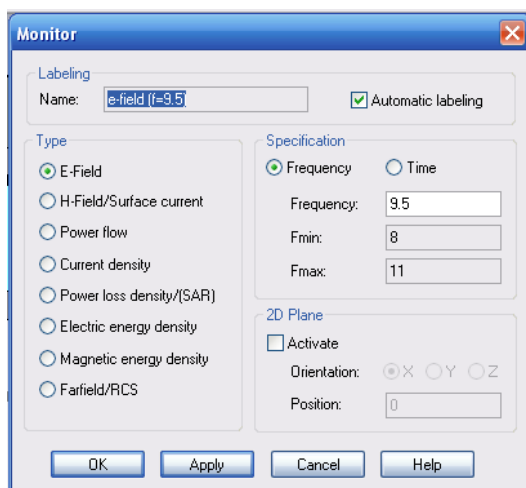 Monitor
Labeling
Name: e-field (f=9.5) Automatic labeling
Type
E-Field
H-Field/Surface current
Power flow
Current density
Power loss density/(SAR)
Electric energy density
Magnetic energy density
Farfield/RCS
Specification
Frequency Time
Frequency: 9.5
Fmin: 8
Fmax: 11
2D Plane
Activate
Orientation: X Y Z
Position: 0
OK Apply Cancel Help